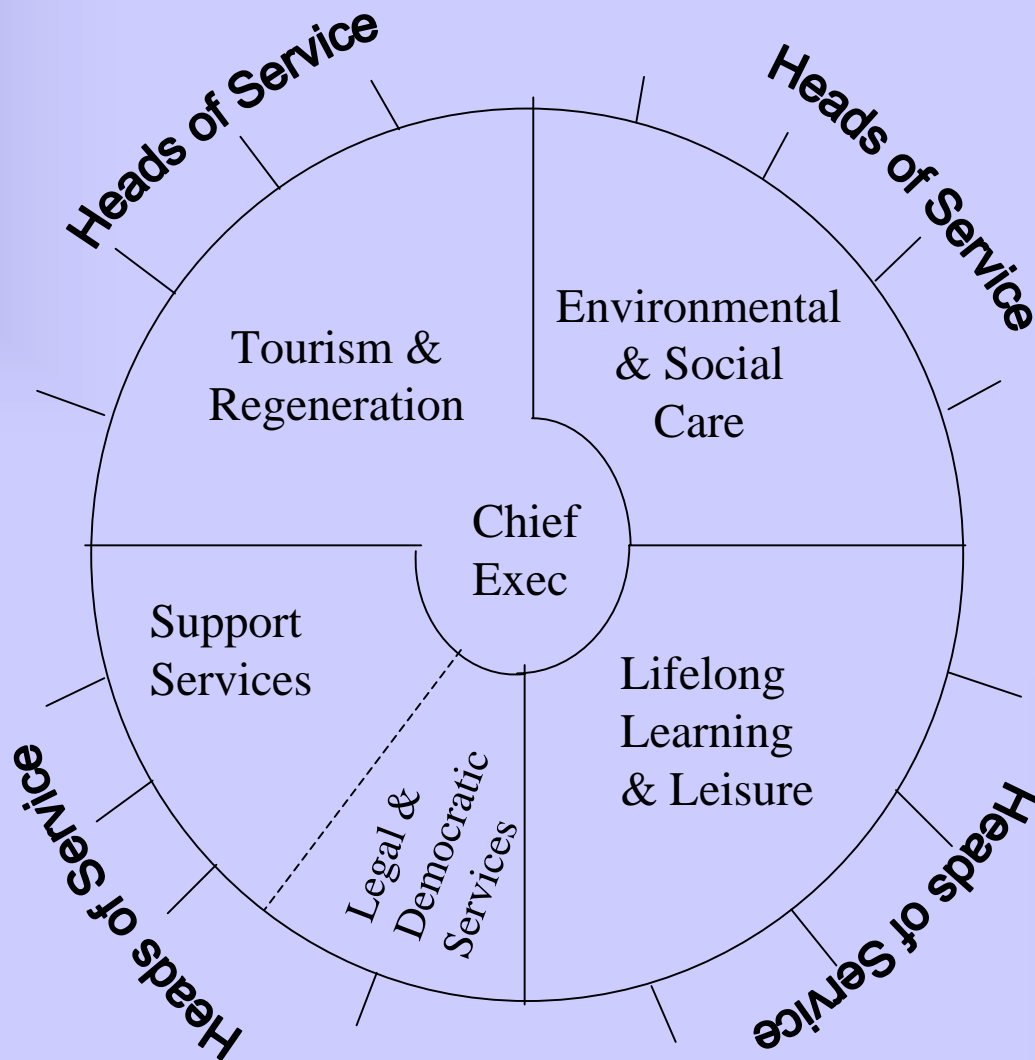 Heads of Service
Heads of Service
Tourism &
Regeneration
Environmental
& Social
Care
Chief
Exec
Support
Services
Lifelong
Learning
& Leisure
Legal &
Democratic
Services
Heads of Service
Heads of Service